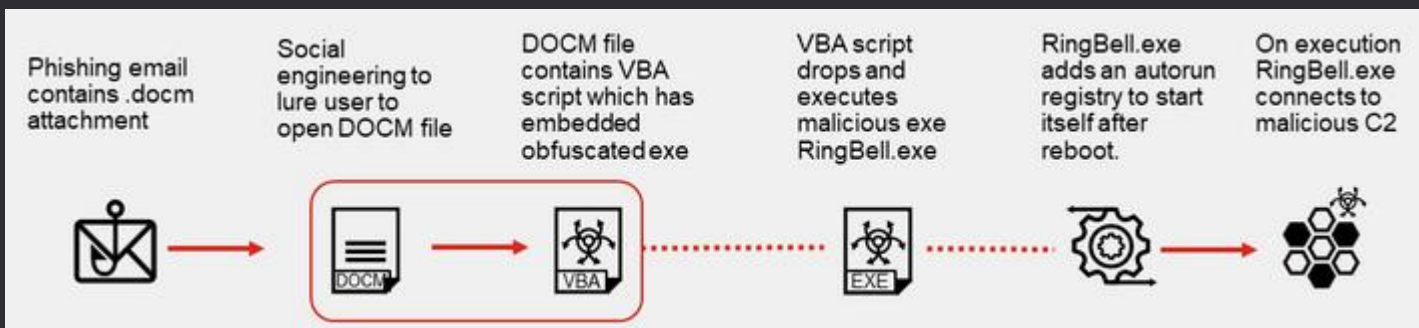 Phishing email
contains .docm
attachment
Social
engineering to
lure user to
open DOCM file
DOCM file
contains VBA
script which has
embedded
obfuscated exe
VBA script
drops and
executes
malicious exe
RingBell.exe
RingBell.exe
adds an autorun
registry to start
itself after
reboot.
On execution
RingBell.exe
connects to
malicious C2
DOCM
VBA
EXE